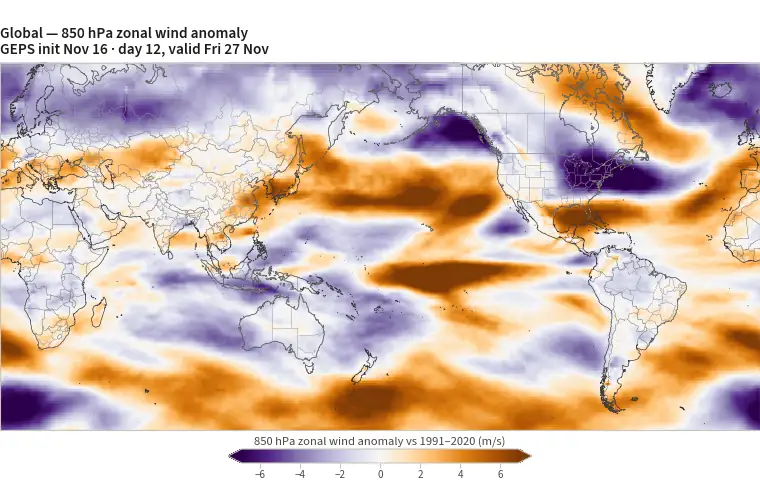 Global — 850 hPa zonal wind anomaly
GEPS init Nov 16 · day 12, valid Fri 27 Nov
850 hPa zonal wind anomaly vs 1991–2020 (m/s)
−6 −4 −2 0 2 4 6